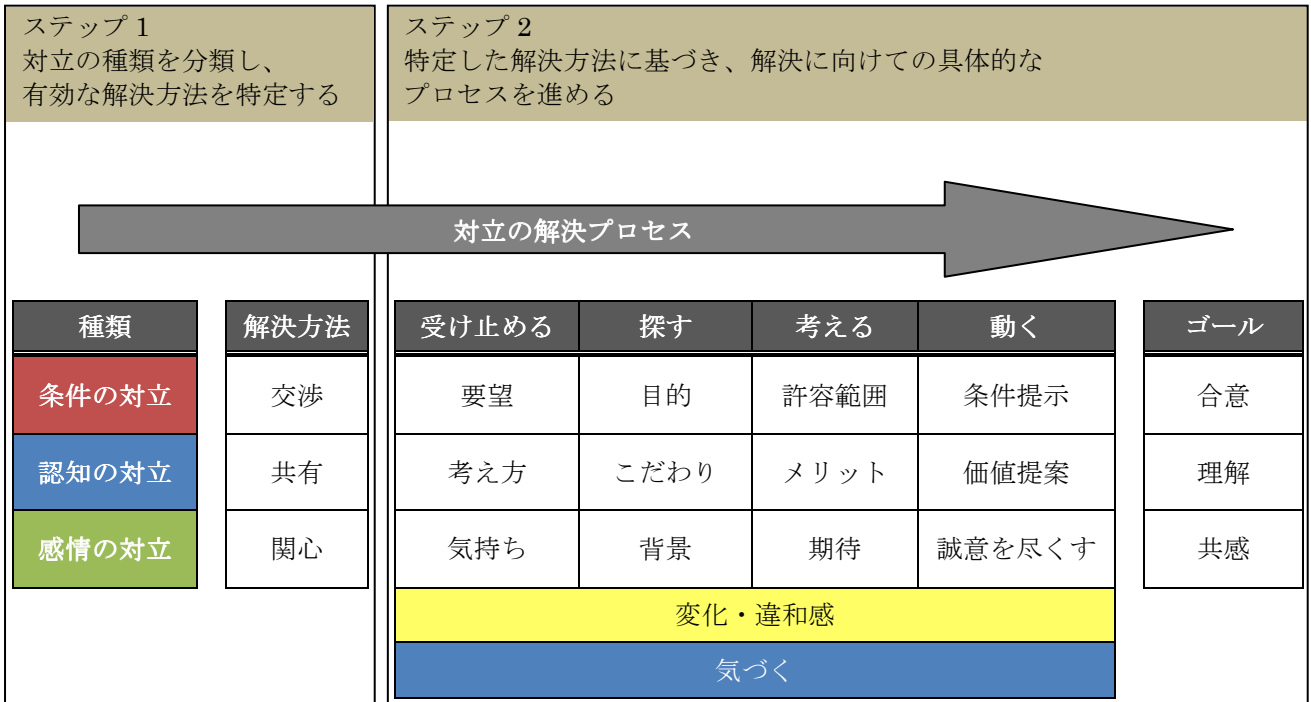 ステップ 1
対立の種類を分類し、
有効な解決方法を特定する
ステップ 2
特定した解決方法に基づき、解決に向けての具体的な
プロセスを進める
対立の解決プロセス
種類 解決方法 受け止める 探す 考える 動く ゴール
条件の対立 交渉 要望 目的 許容範囲 条件提示 合意
認知の対立 共有 考え方 こだわり メリット 価値提案 理解
感情の対立 関心 気持ち 背景 期待 誠意を尽くす 共感
変化・違和感
気づく